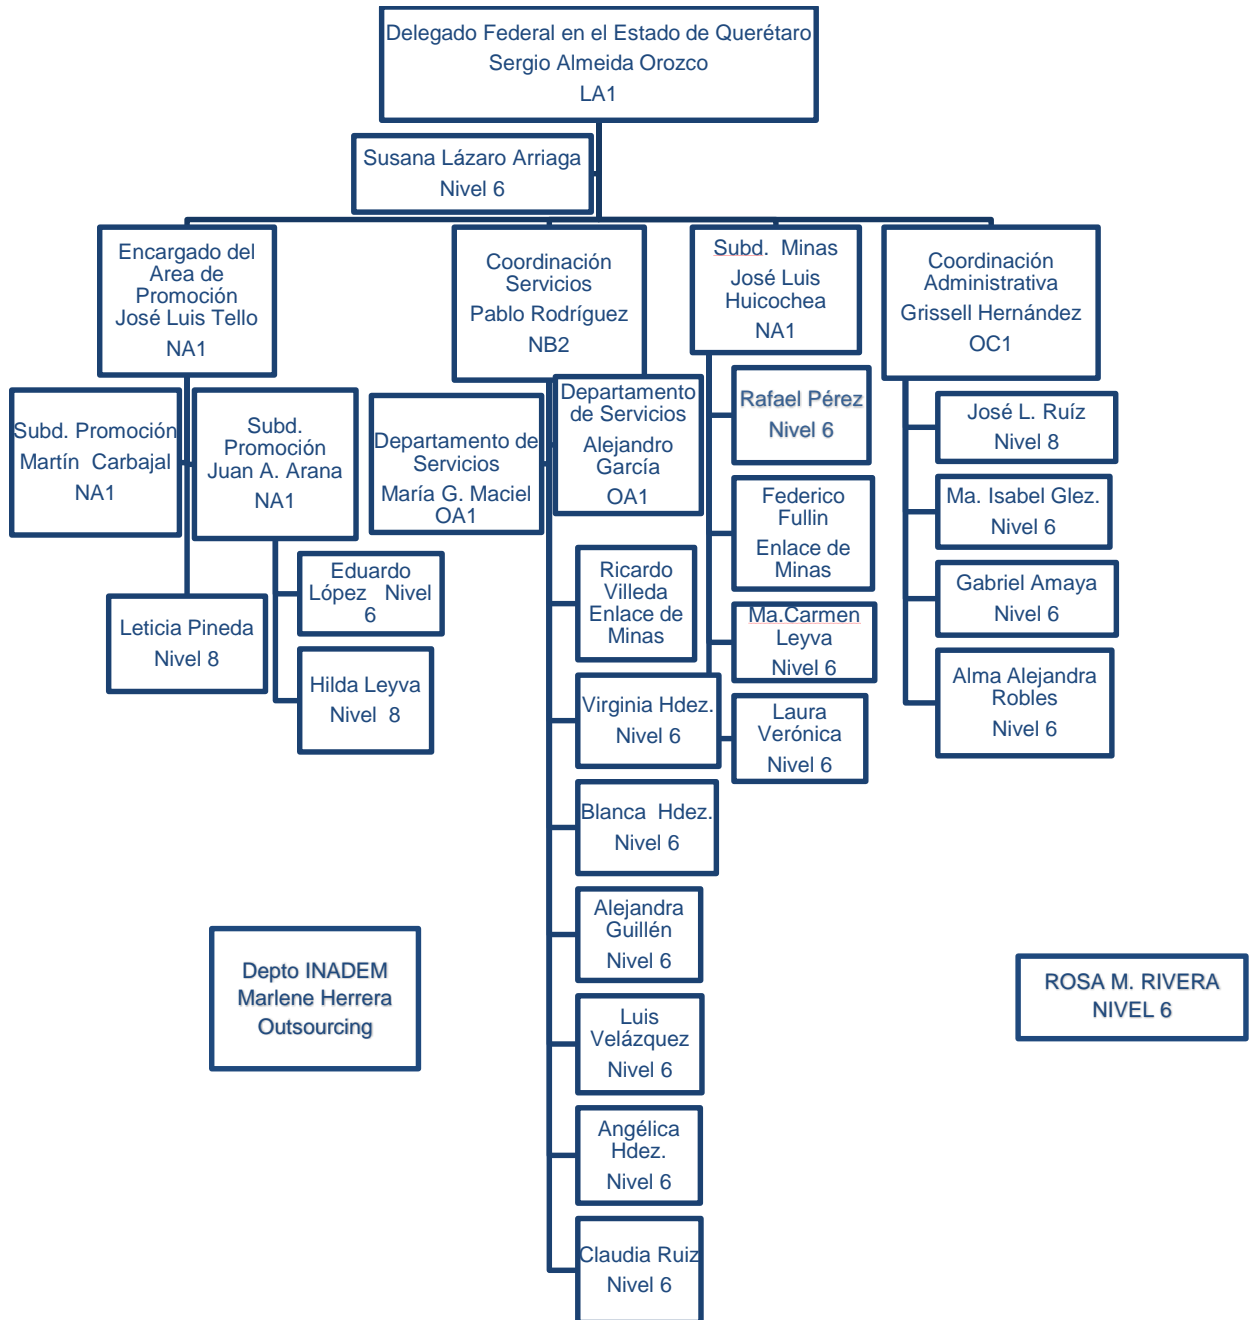 Delegado Federal en el Estado de Querétaro
Sergio Almeida Orozco
LA1
Susana Lázaro Arriaga
Nivel 6
Encargado del
Area de
Promoción
José Luis Tello
NA1
Coordinación
Servicios
Pablo Rodríguez
NB2
Subd. Minas
José Luis
Huicochea
NA1
Coordinación
Administrativa
Grissell Hernández
OC1
Subd. Promoción
Martín Carbajal
NA1
Subd.
Promoción
Juan A. Arana
NA1
Leticia Pineda
Nivel 8
Eduardo
López Nivel
6
Hilda Leyva
Nivel 8
Departamento de
Servicios
María G. Maciel
OA1
Departamento
de Servicios
Alejandro
García
OA1
Ricardo
Villeda
Enlace de
Minas
Virginia Hdez.
Nivel 6
Blanca Hdez.
Nivel 6
Alejandra
Guillén
Nivel 6
Luis
Velázquez
Nivel 6
Angélica
Hdez.
Nivel 6
Claudia Ruiz
Nivel 6
Rafael Pérez
Nivel 6
Federico
Fullin
Enlace de
Minas
Ma.Carmen
Leyva
Nivel 6
Laura
Verónica
Nivel 6
José L. Ruíz
Nivel 8
Ma. Isabel Glez.
Nivel 6
Gabriel Amaya
Nivel 6
Alma Alejandra
Robles
Nivel 6
Depto INADEM
Marlene Herrera
Outsourcing
ROSA M. RIVERA
NIVEL 6